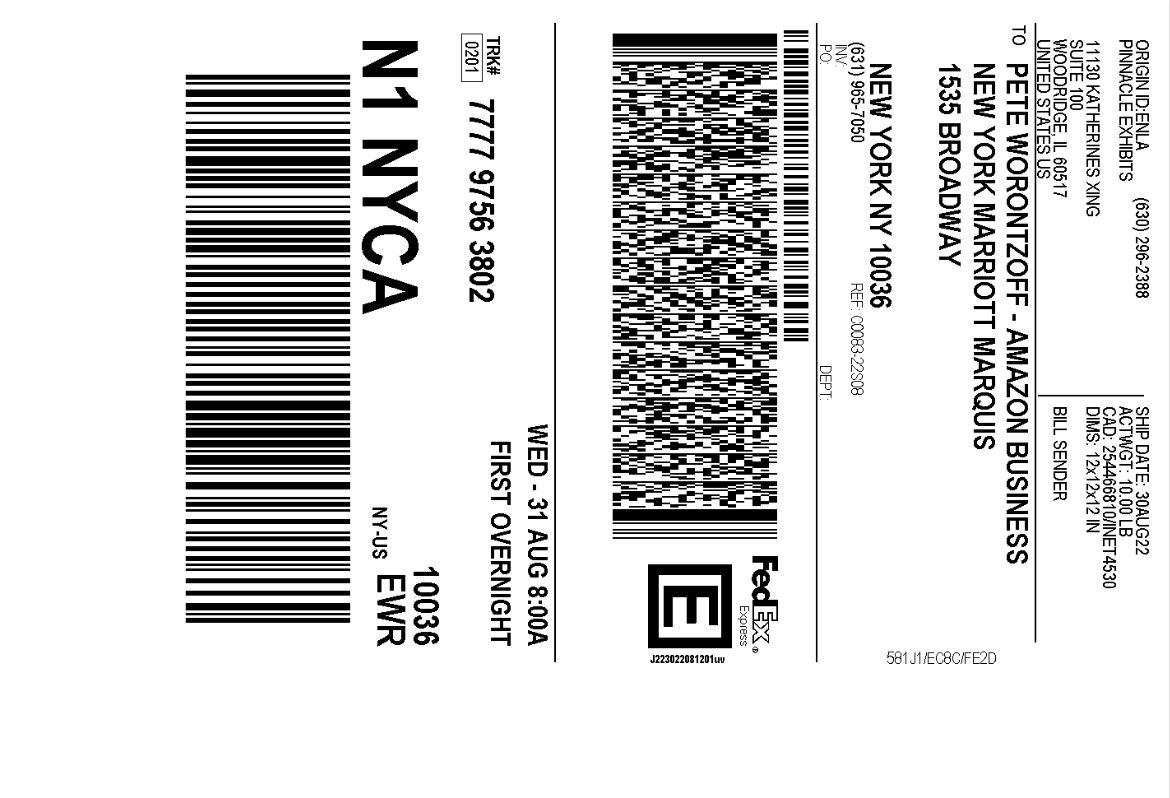 ORIGIN ID:ENLA (630) 296-2388
PINNACLE EXHIBITS
11130 KATHERINES XING
SUITE 100
WOODRIDGE, IL 60517
UNITED STATES US
SHIP DATE: 30AUG22
ACTWGT: 10.00 LB
CAD: 254466810/INET4530
DIMS: 12x12x12 IN
BILL SENDER
TO PETE WORONTZOFF - AMAZON BUSINESS
NEW YORK MARRIOTT MARQUIS
1535 BROADWAY
NEW YORK NY 10036
(631) 965-7050 REF: C0083-22S08
INV:
PO: DEPT:
581J1/EC8C/FE2D
FedEx®
Express
E
J223022081201uv
WED - 31 AUG 8:00A
FIRST OVERNIGHT
TRK#
0201
7777 9756 3802
10036
N1 NYCA
NY-US EWR